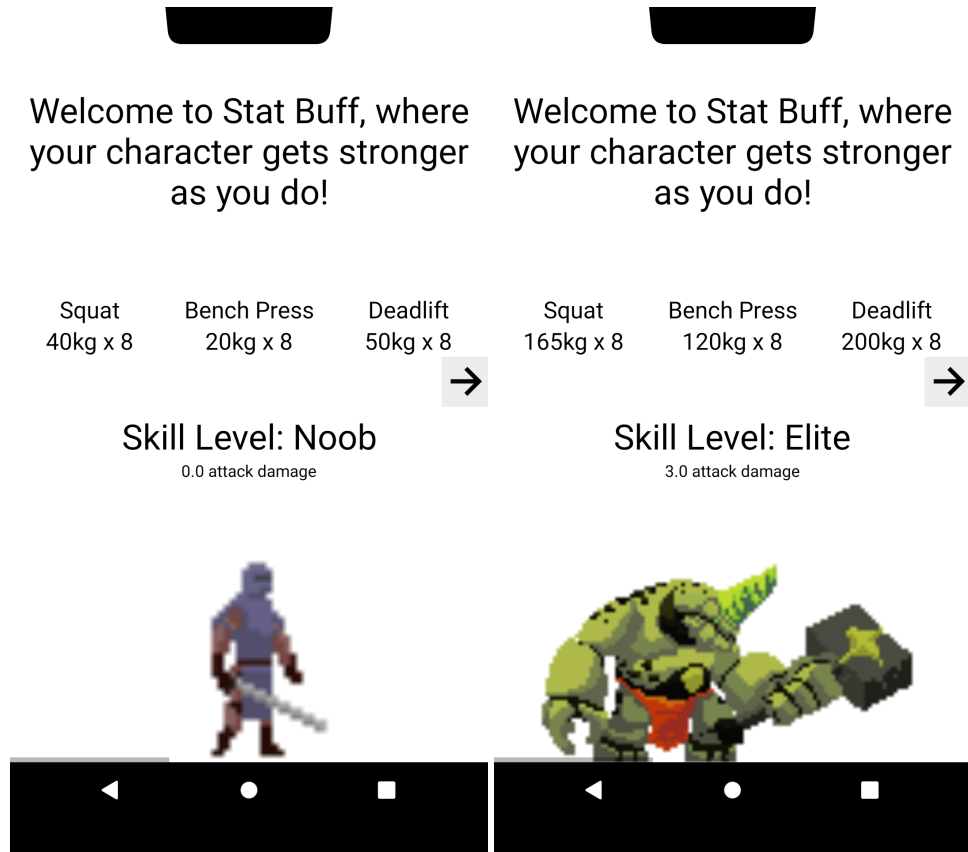 Welcome to Stat Buff, where
your character gets stronger
as you do!
Squat Bench Press Deadlift
40kg x 8 20kg x 8 50kg x 8
Skill Level: Noob
0.0 attack damage
Welcome to Stat Buff, where
your character gets stronger
as you do!
Squat Bench Press Deadlift
165kg x 8 120kg x 8 200kg x 8
Skill Level: Elite
3.0 attack damage